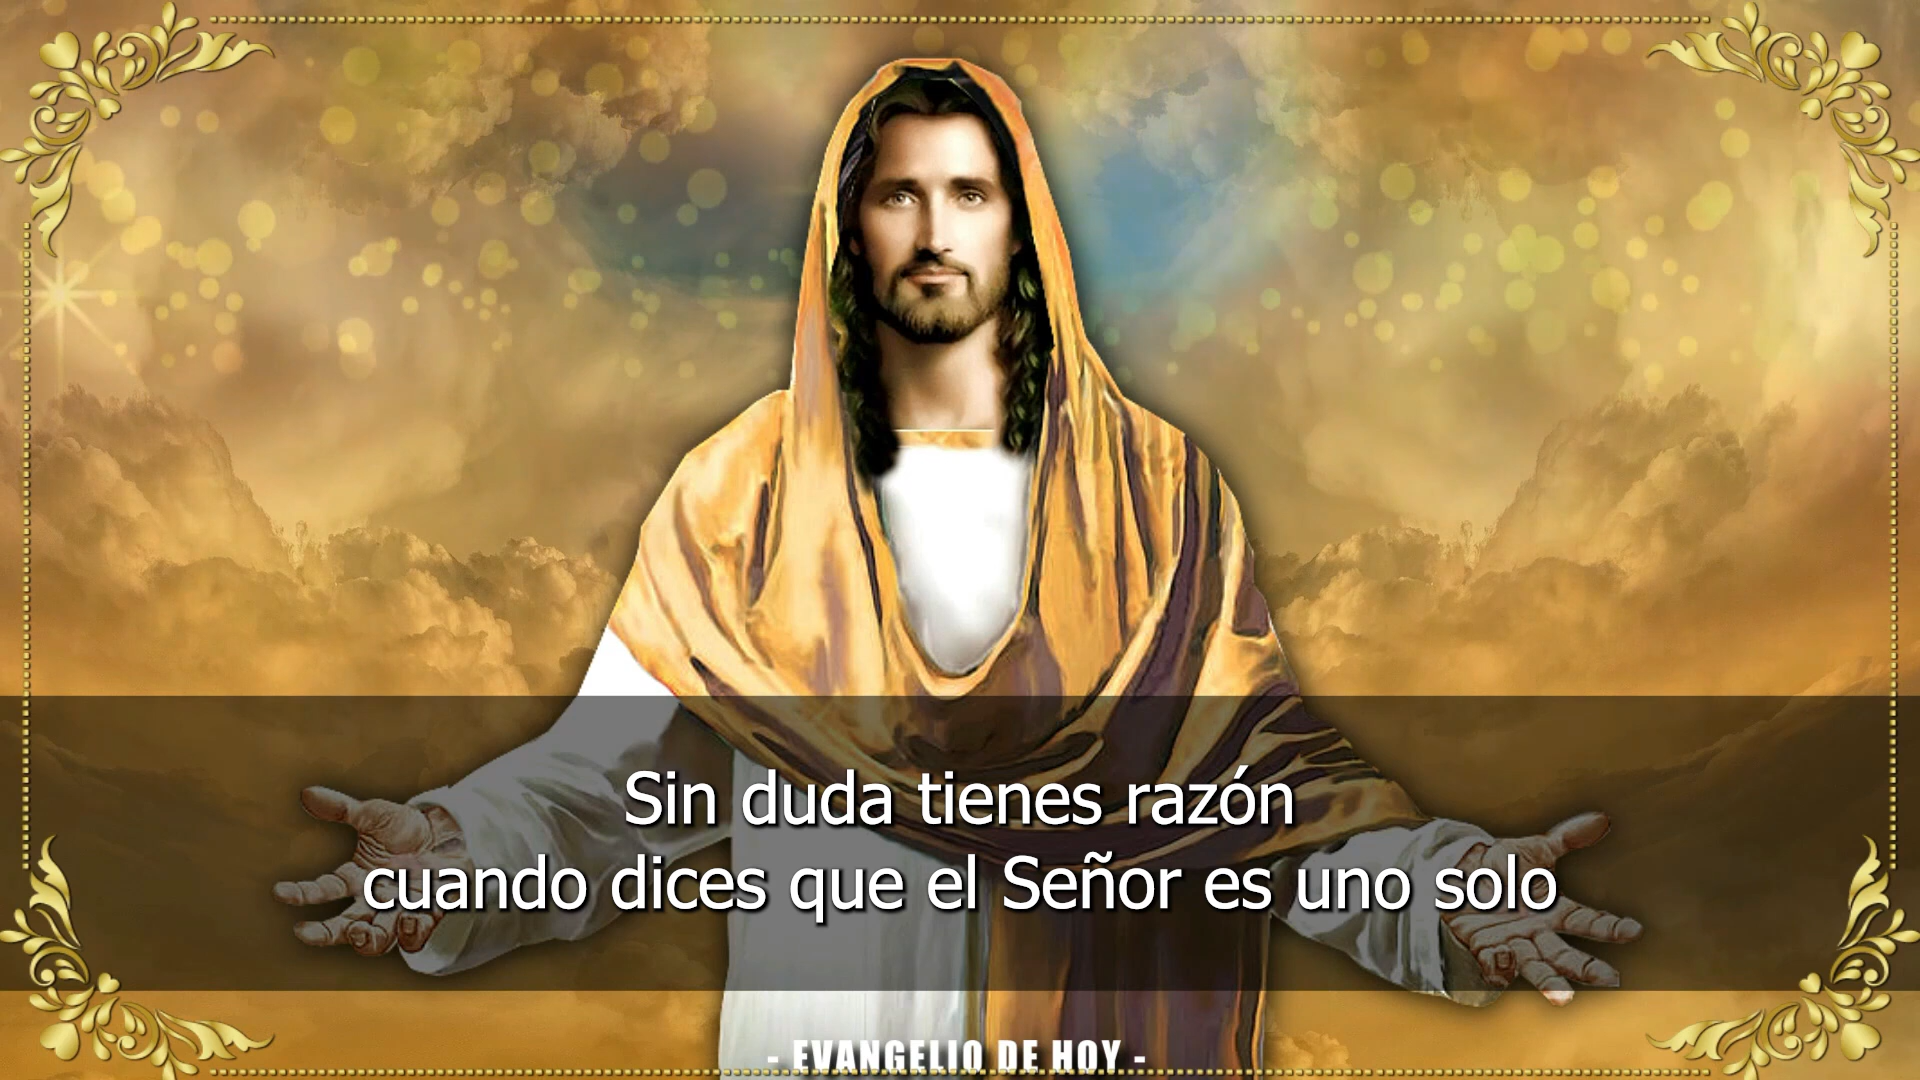 Sin duda tienes razón
cuando dices que el Señor es uno solo
- EVANGELIO DE HOY -